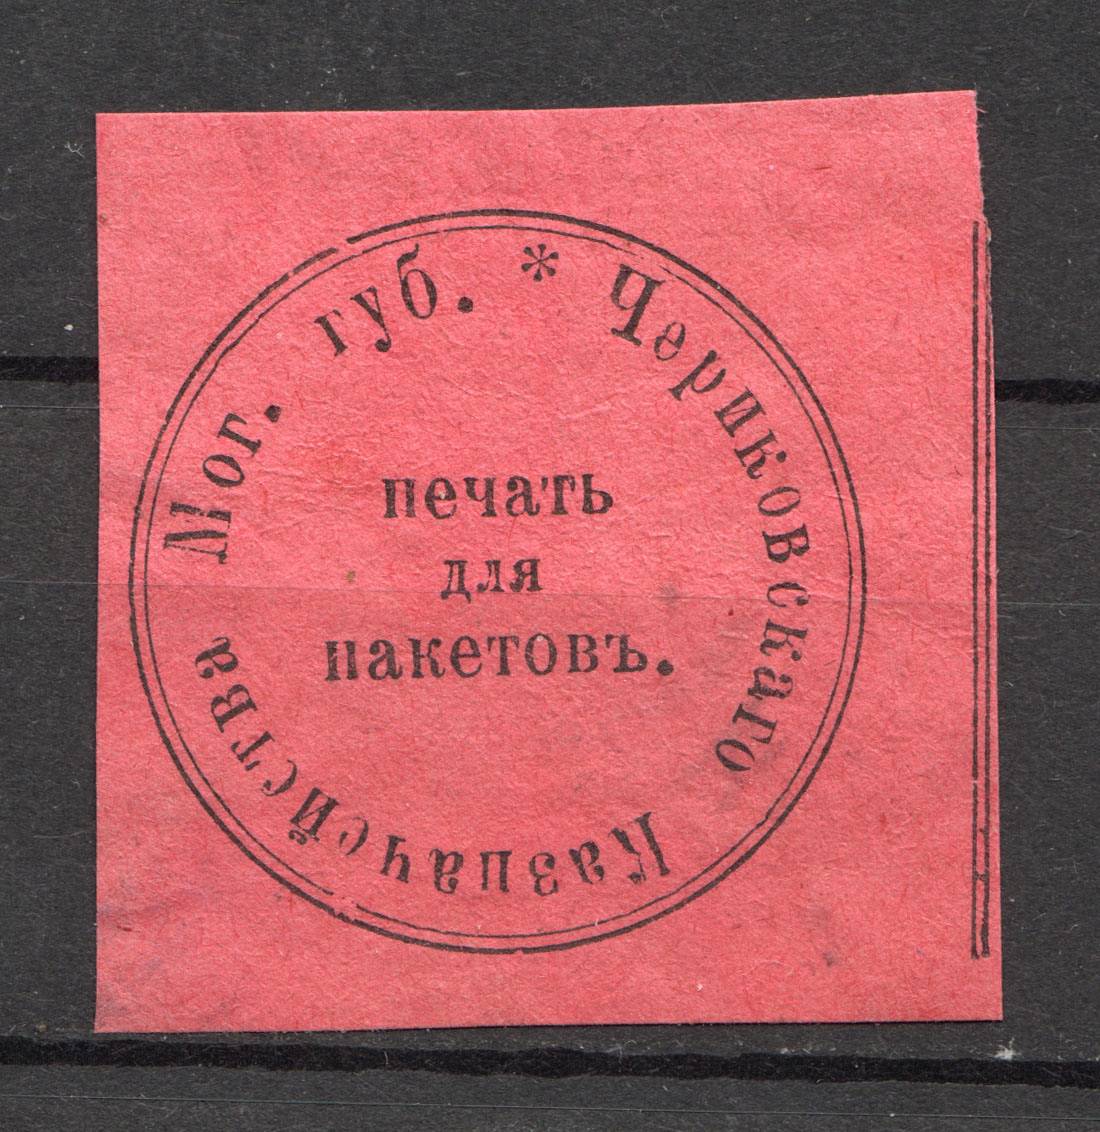 * Чериковскаго Казначейства Мог. губ.
печать
для
пакетовъ.